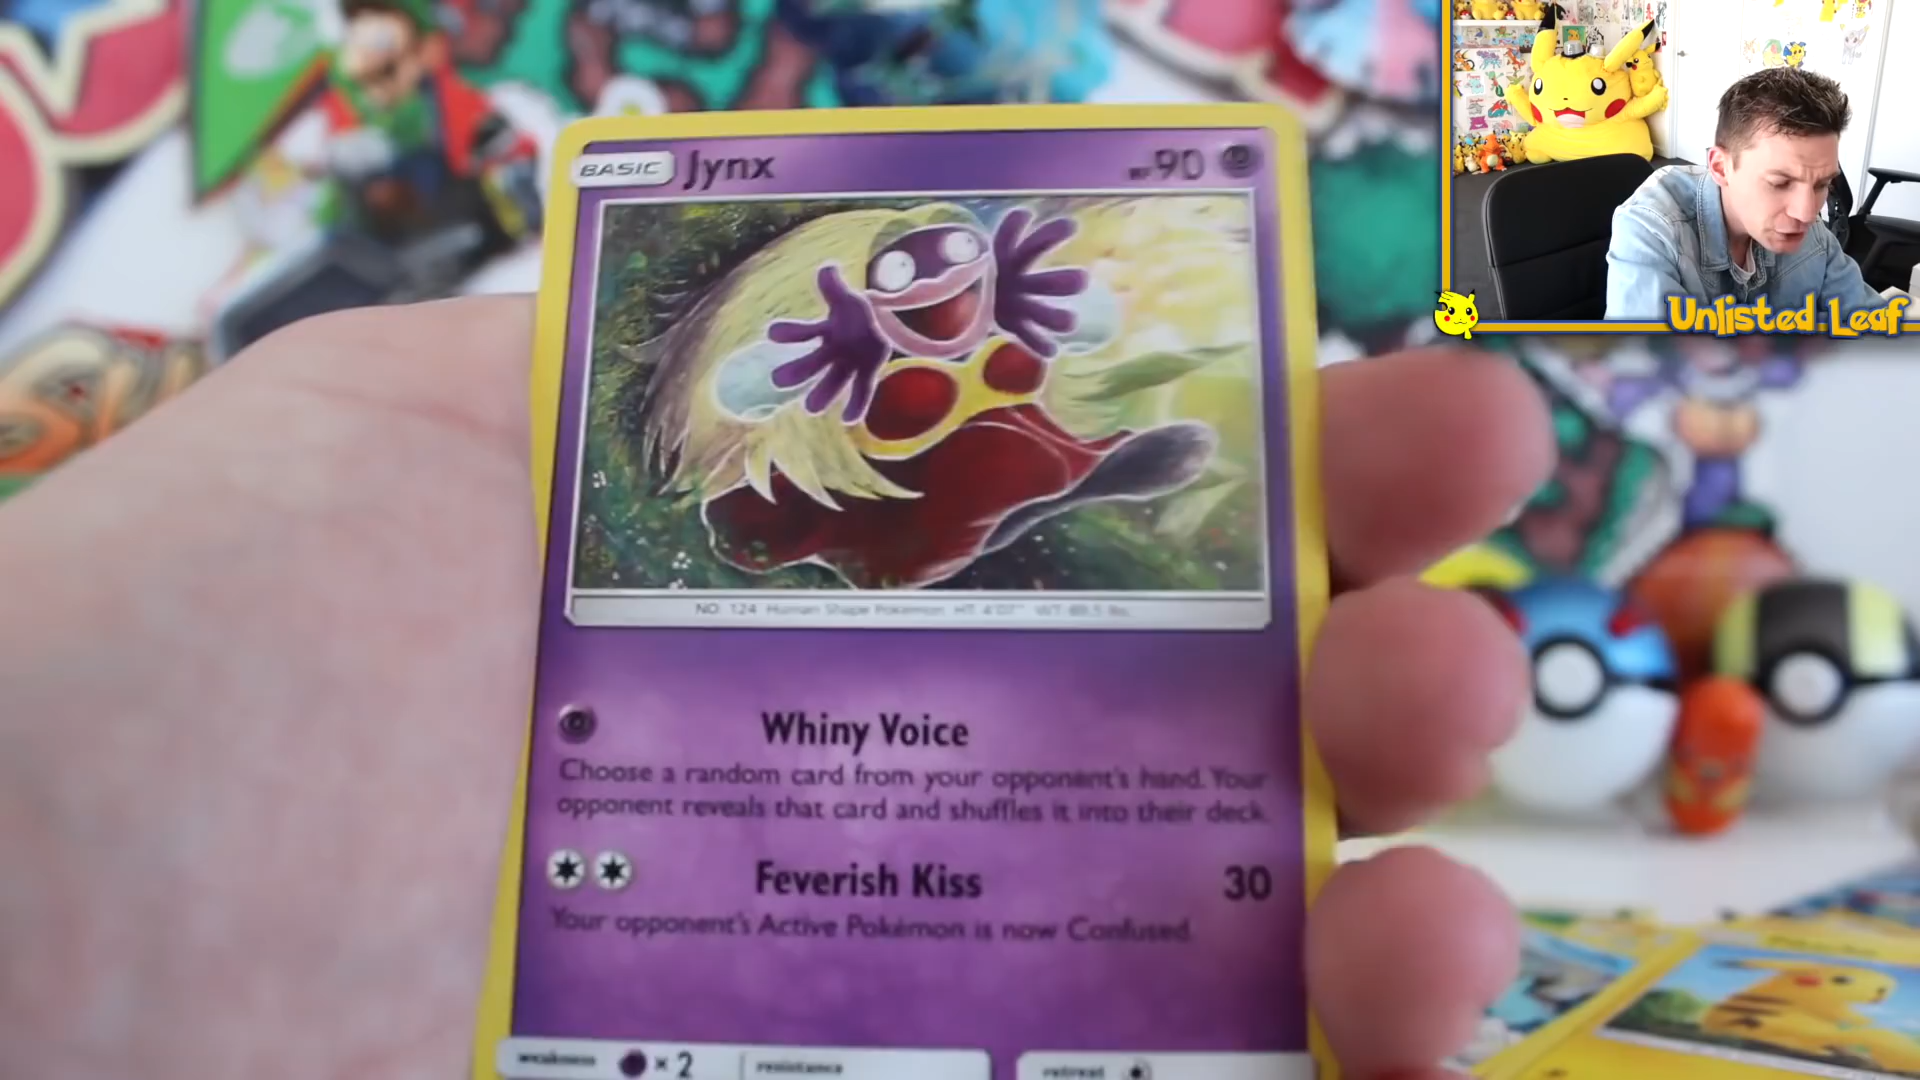 BASIC Jynx HP 90
NO. 124 Human Shape Pokémon HT: 4'07" WT: 89.5 lbs.
Whiny Voice
Choose a random card from your opponent's hand. Your
opponent reveals that card and shuffles it into their deck.
Feverish Kiss 30
Your opponent's Active Pokémon is now Confused.
weakness × 2 resistance retreat
Unlisted Leaf